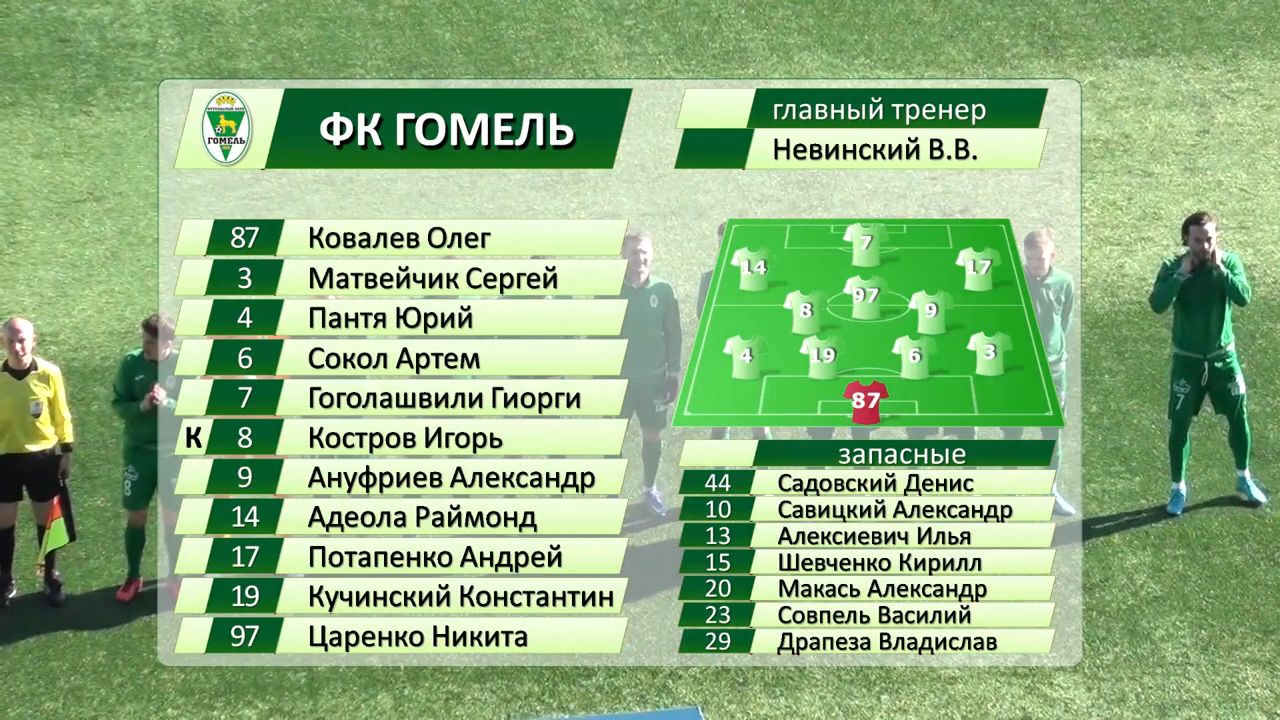 ФК ГОМЕЛЬ
ГОМЕЛЬ
87 Ковалев Олег
3 Матвейчик Сергей
4 Пантя Юрий
6 Сокол Артем
7 Гоголашвили Гиорги
К 8 Костров Игорь
9 Ануфриев Александр
14 Адеола Раймонд
17 Потапенко Андрей
19 Кучинский Константин
97 Царенко Никита
главный тренер
Невинский В.В.
7
14 17
97
8 9
4 19 6 3
87
запасные
44 Садовский Денис
10 Савицкий Александр
13 Алексиевич Илья
15 Шевченко Кирилл
20 Макась Александр
23 Совпель Василий
29 Драпеза Владислав
8
7